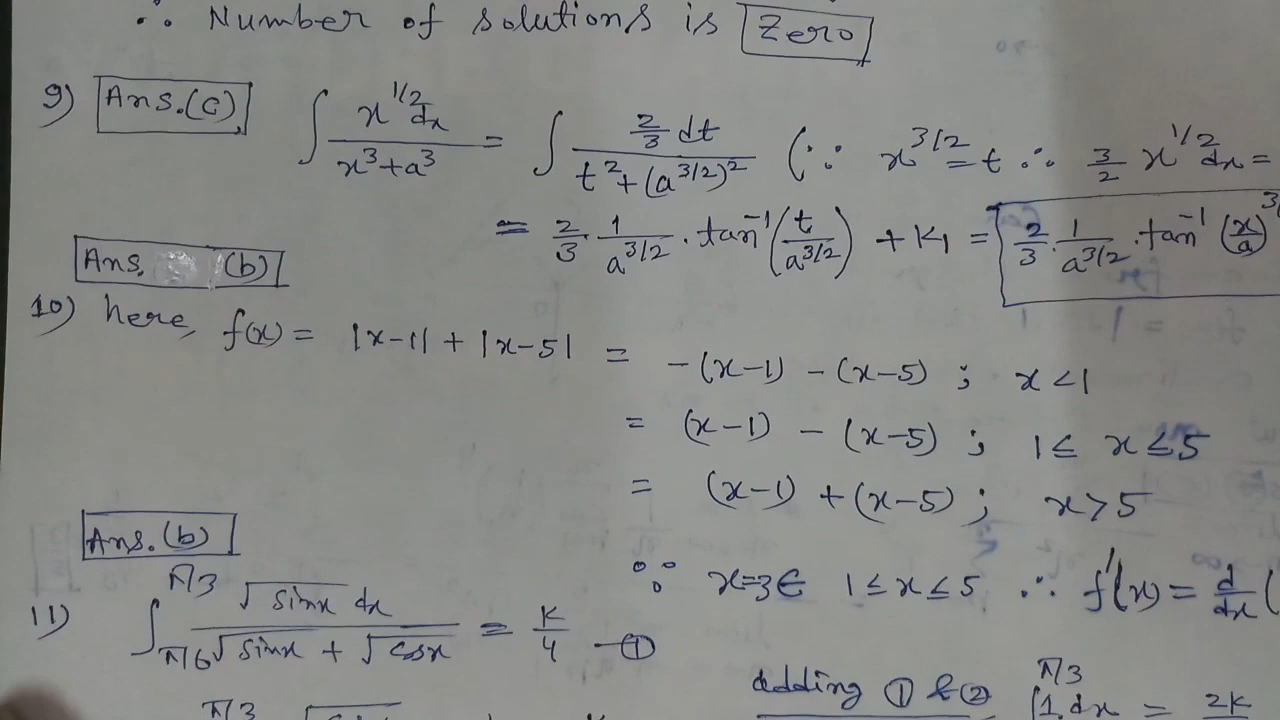 ∴ Number of solutions is Zero
9) Ans.(c) ∫ x^{1/2} dx / (x³+a³) = ∫ (2/3 dt) / (t²+(a^{3/2})²) (∵ x^{3/2} = t ∴ 3/2 x^{1/2} dx =
= 2/3 · 1/a^{3/2} · tan⁻¹(t/a^{3/2}) + K₁ = 2/3 · 1/a^{3/2} · tan⁻¹(x/a)^{3/
Ans. (b)
10) here, f(x) = |x-1| + |x-5| = -(x-1) - (x-5) ; x<1
= (x-1) - (x-5) ; 1≤ x ≤5
= (x-1) + (x-5) ; x>5
Ans.(b)
∵ x=3∈ 1≤x≤5 ∴ f'(x) = d/dx (
11) ∫_{π/6}^{π/3} √sinx dx / (√sinx + √cosx) = K/4 —①
adding ① & ② ∫^{π/3} 1.dx = 2K
π/3